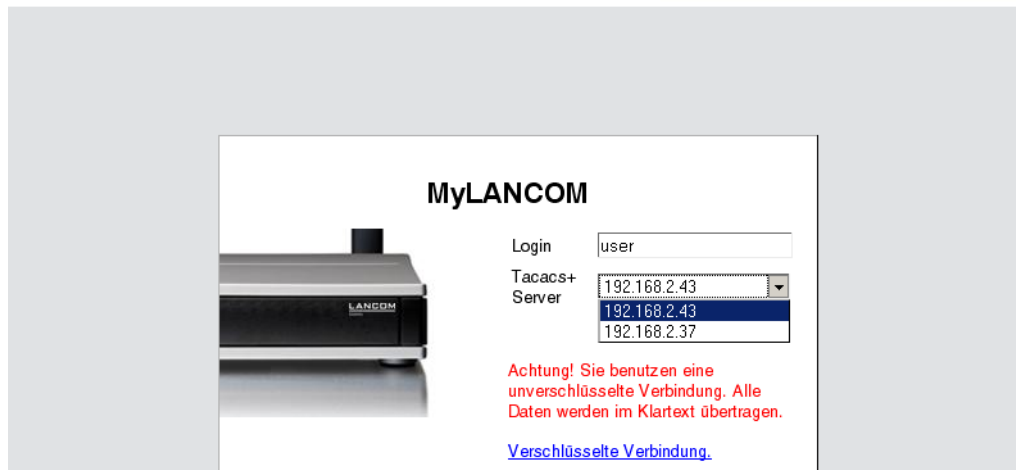 MyLANCOM
Login user
Tacacs+
Server
192.168.2.43
192.168.2.43
192.168.2.37
LANCOM
Achtung! Sie benutzen eine
unverschlüsselte Verbindung. Alle
Daten werden im Klartext übertragen.
Verschlüsselte Verbindung.